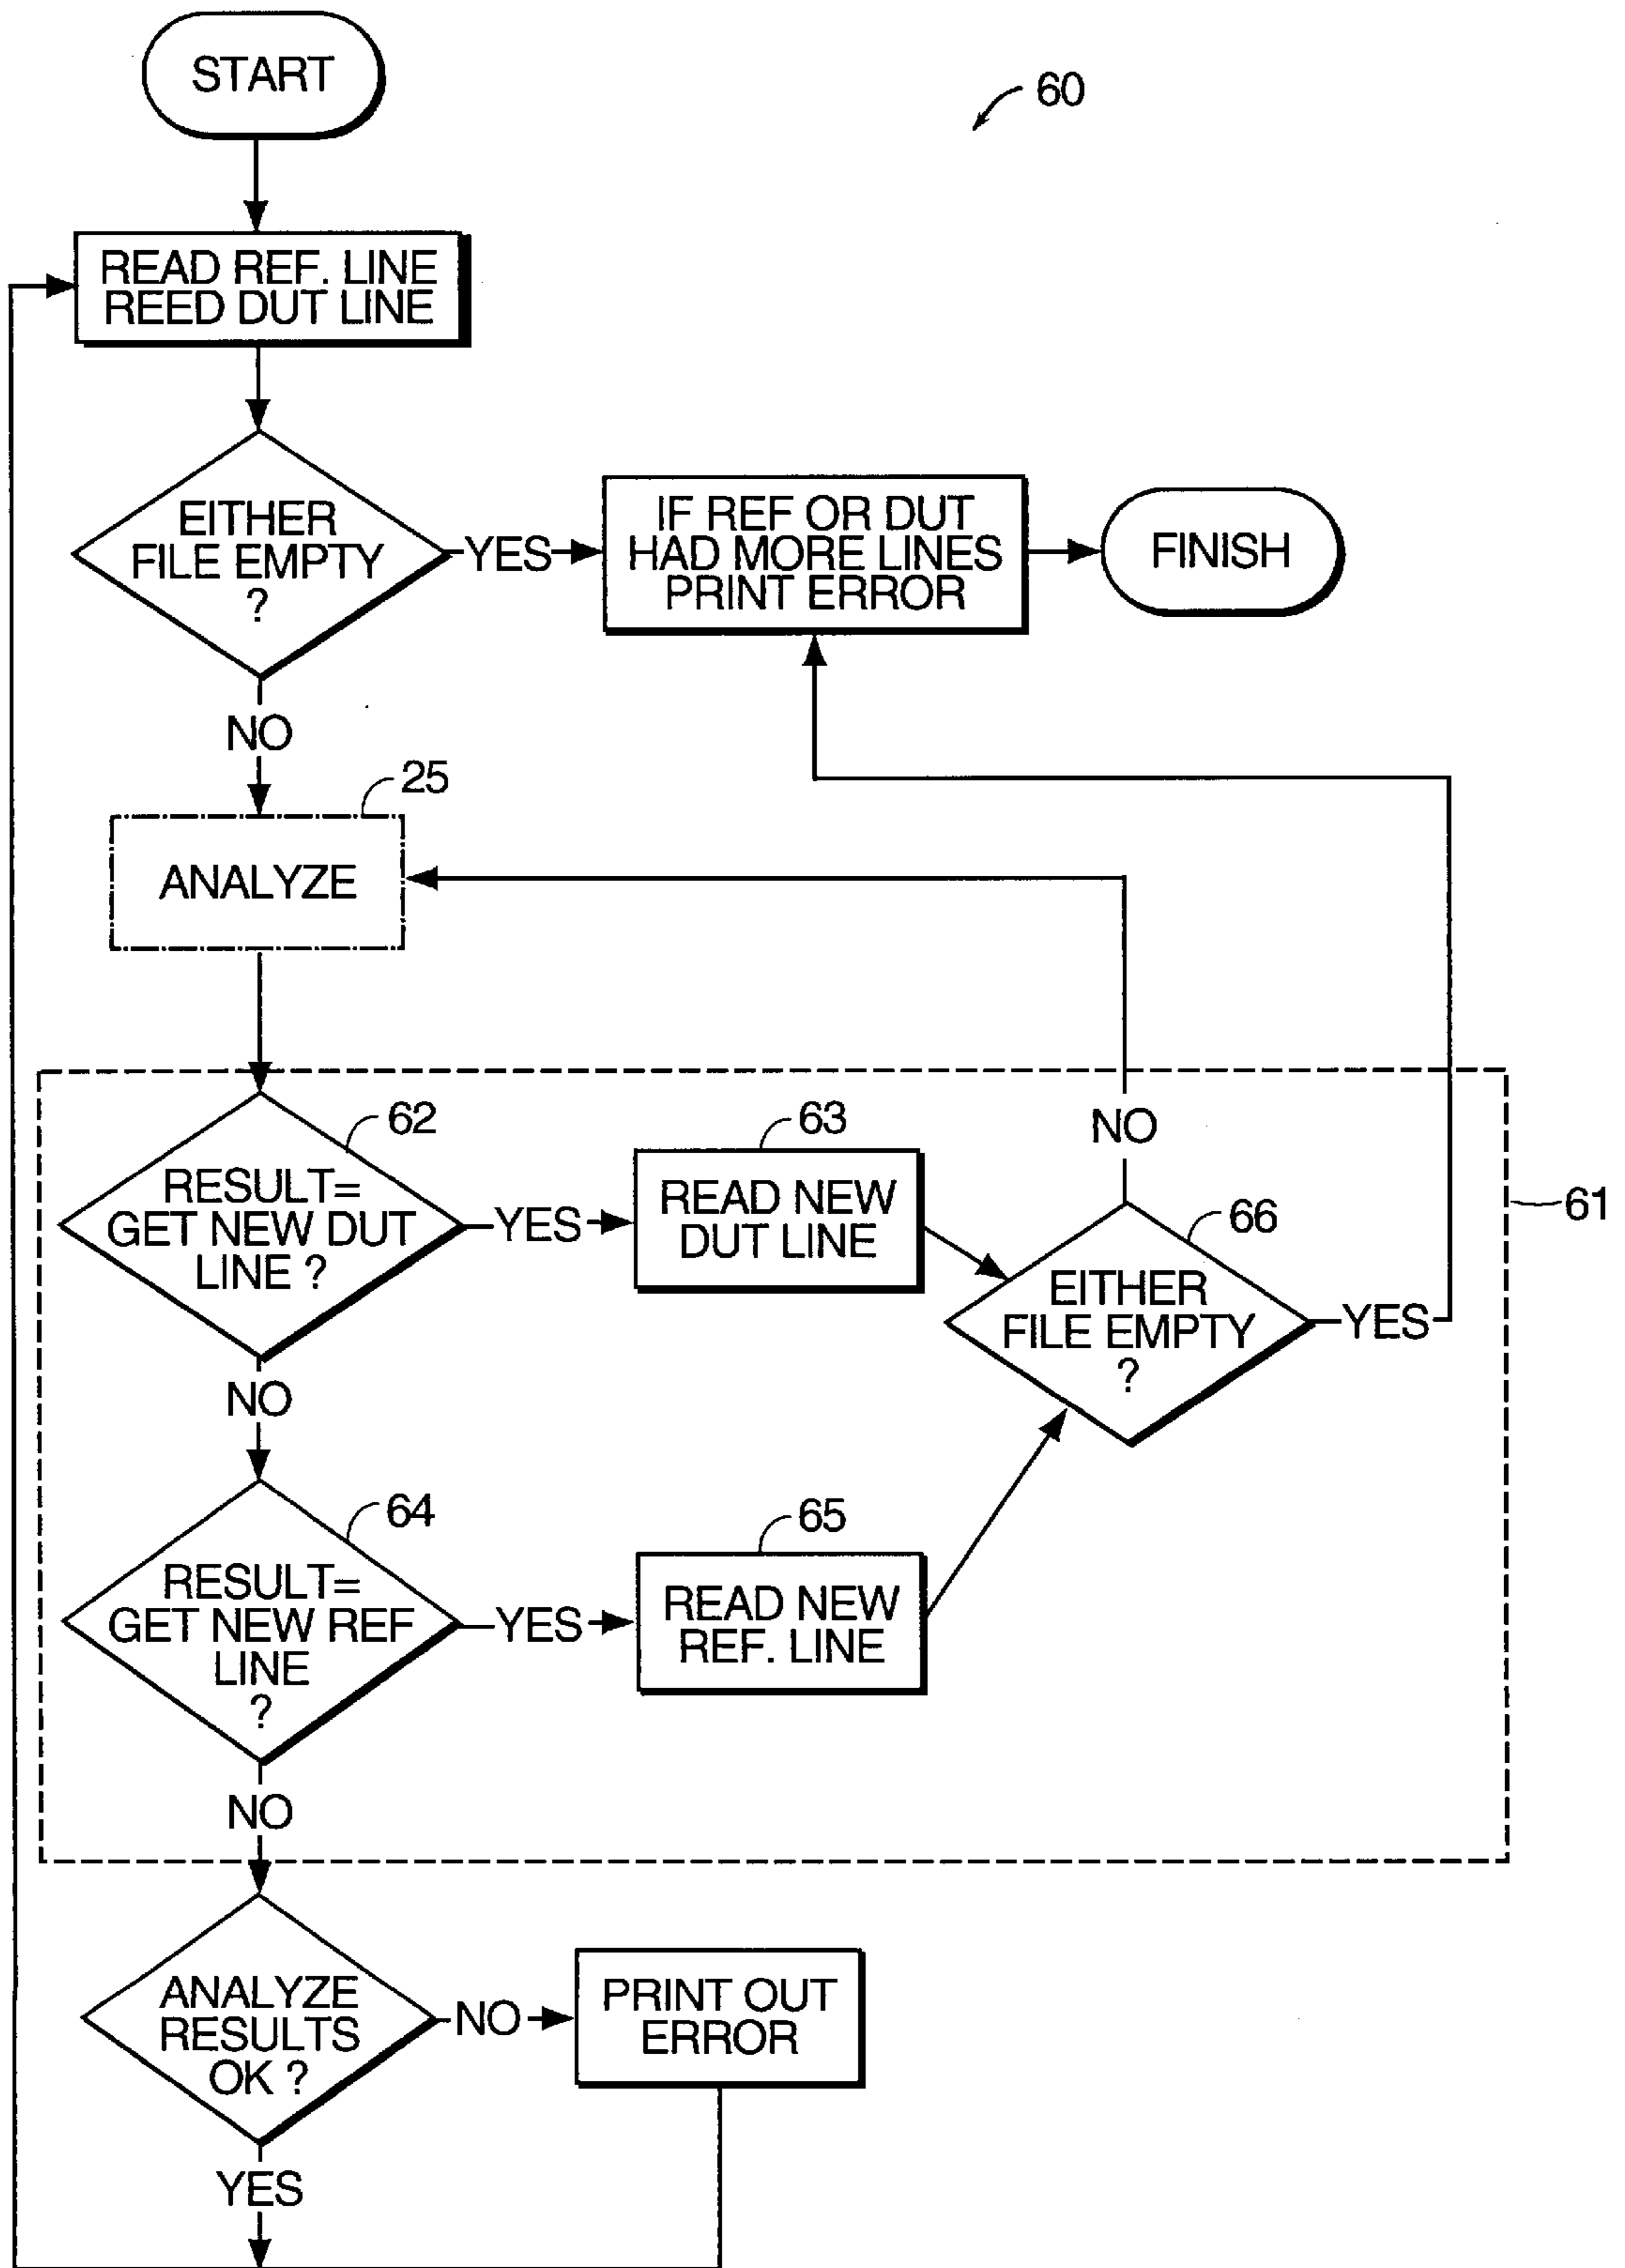 START
60
READ REF. LINE
REED DUT LINE
EITHER
FILE EMPTY
?
YES
IF REF OR DUT
HAD MORE LINES
PRINT ERROR
FINISH
NO
25
ANALYZE
62
RESULT=
GET NEW DUT
LINE ?
YES
63
READ NEW
DUT LINE
NO
66
EITHER
FILE EMPTY
?
YES
61
NO
64
RESULT=
GET NEW REF
LINE
?
YES
65
READ NEW
REF. LINE
NO
ANALYZE
RESULTS
OK ?
NO
PRINT OUT
ERROR
YES